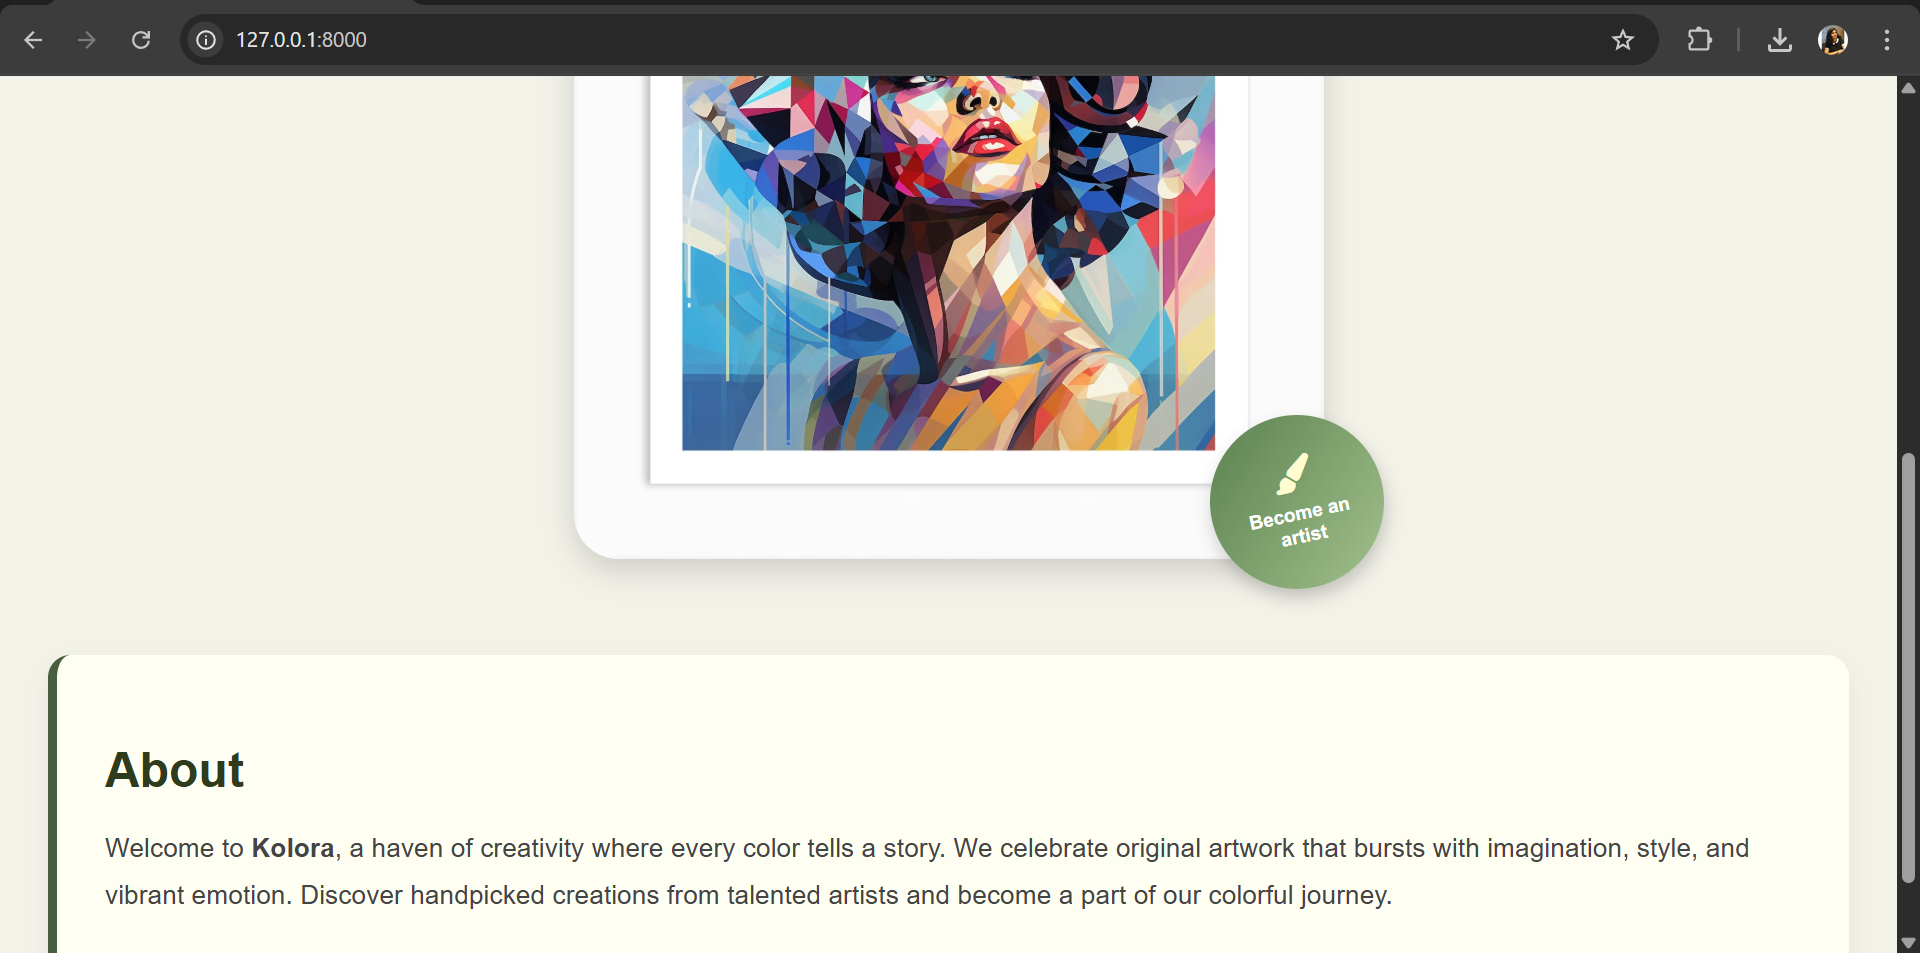 127.0.0.1:8000
Become an
artist
About
Welcome to Kolora, a haven of creativity where every color tells a story. We celebrate original artwork that bursts with imagination, style, and
vibrant emotion. Discover handpicked creations from talented artists and become a part of our colorful journey.